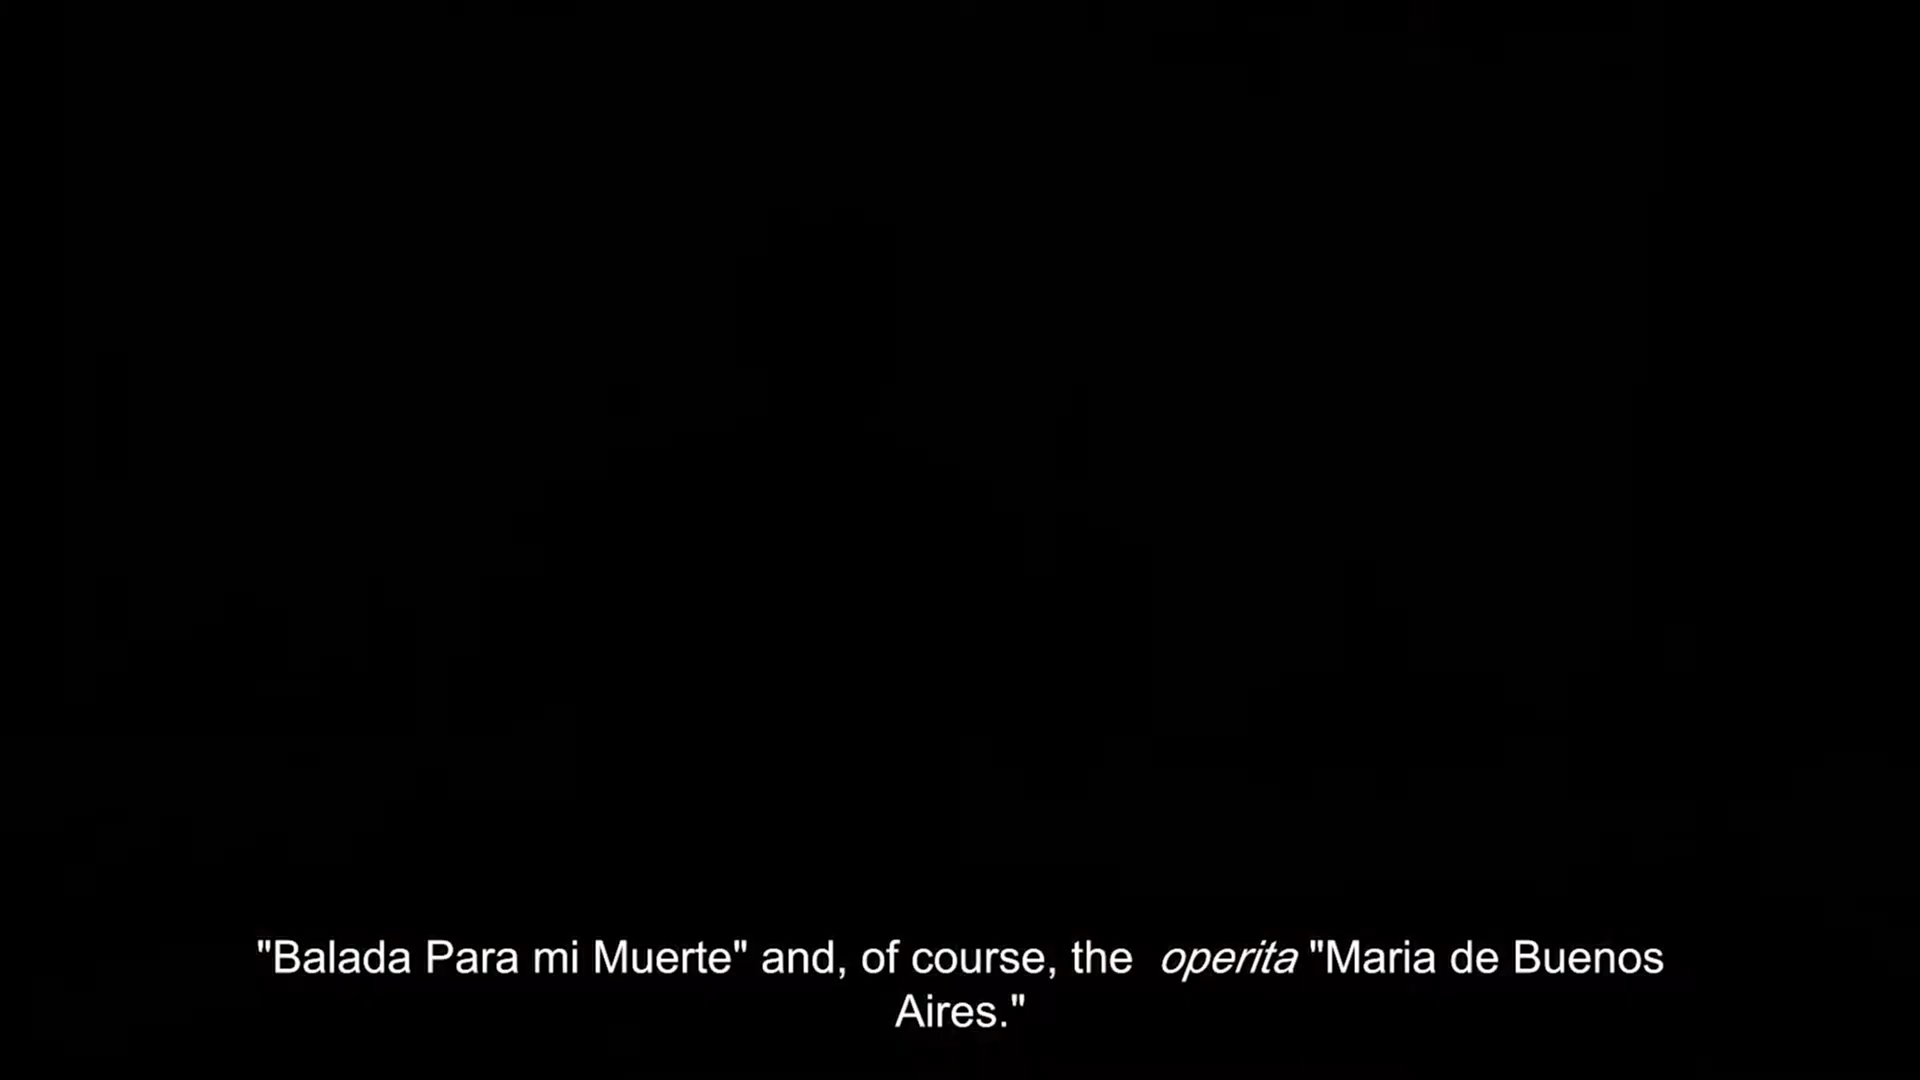 "Balada Para mi Muerte" and, of course, the operita "Maria de Buenos
Aires."